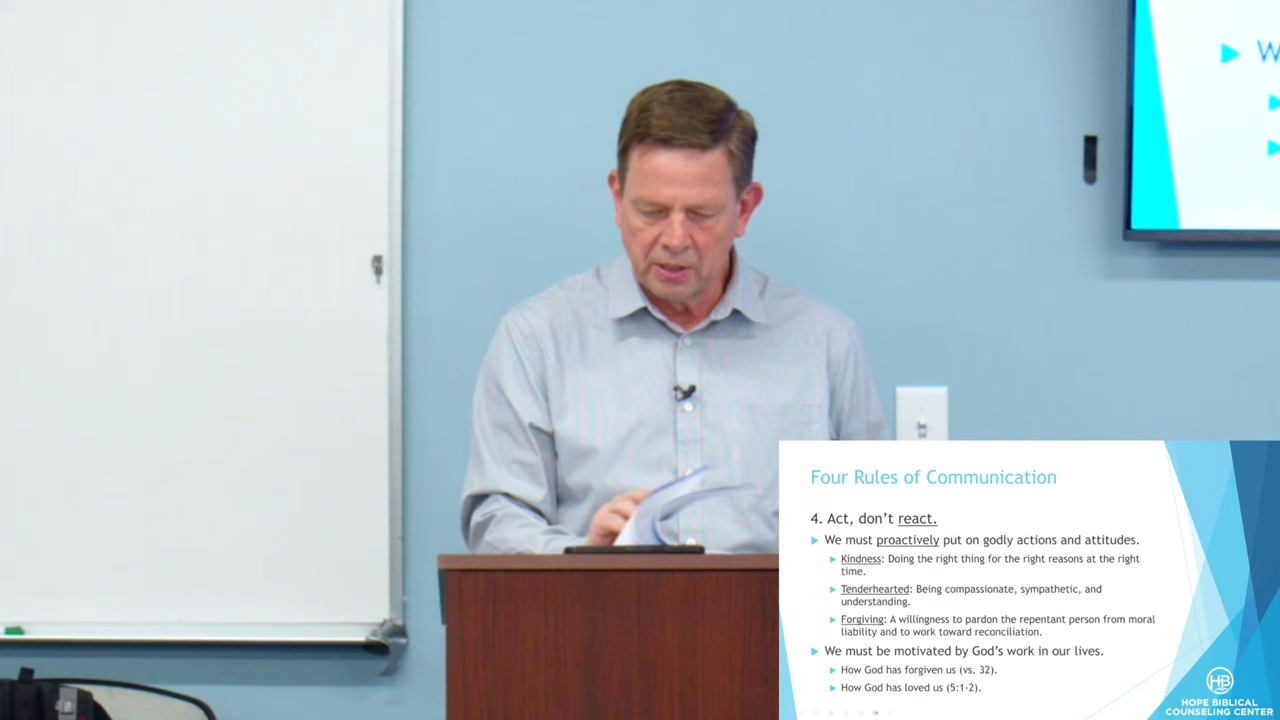 W
Four Rules of Communication
4. Act, don't react.
We must proactively put on godly actions and attitudes.
Kindness: Doing the right thing for the right reasons at the right
time.
Tenderhearted: Being compassionate, sympathetic, and
understanding.
Forgiving: A willingness to pardon the repentant person from moral
liability and to work toward reconciliation.
We must be motivated by God's work in our lives.
How God has forgiven us (vs. 32).
How God has loved us (5:1-2).
HB
HOPE BIBLICAL
COUNSELING CENTER